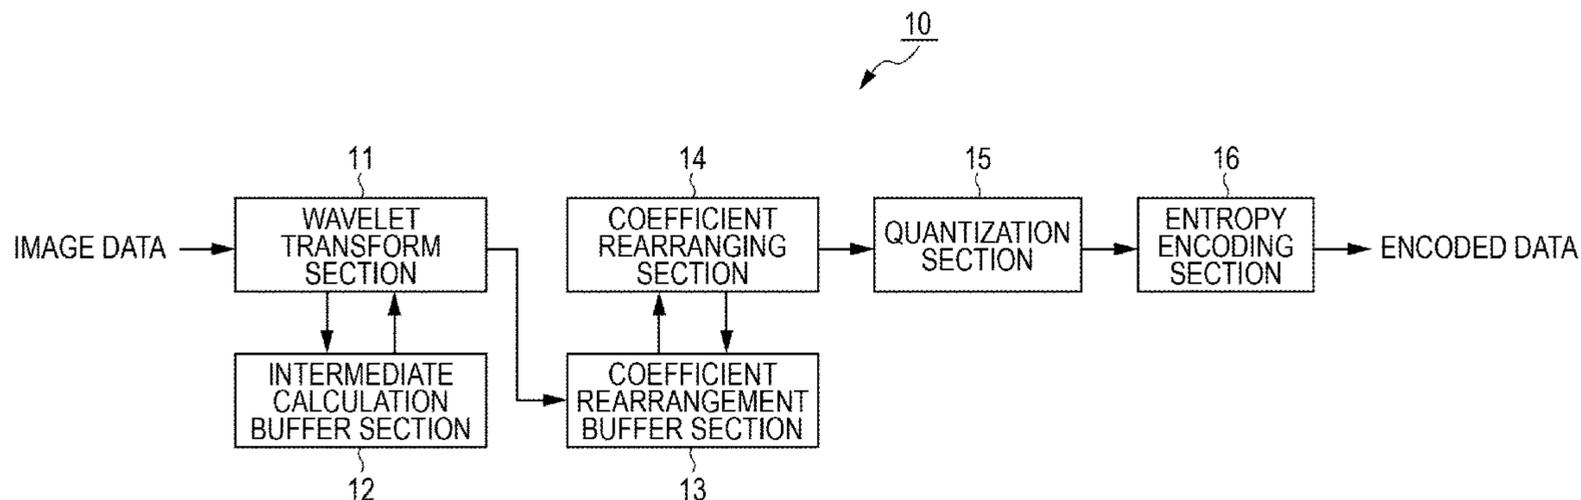 10
11
14
15
16
IMAGE DATA
WAVELET
TRANSFORM
SECTION
COEFFICIENT
REARRANGING
SECTION
QUANTIZATION
SECTION
ENTROPY
ENCODING
SECTION
ENCODED DATA
INTERMEDIATE
CALCULATION
BUFFER SECTION
COEFFICIENT
REARRANGEMENT
BUFFER SECTION
12
13